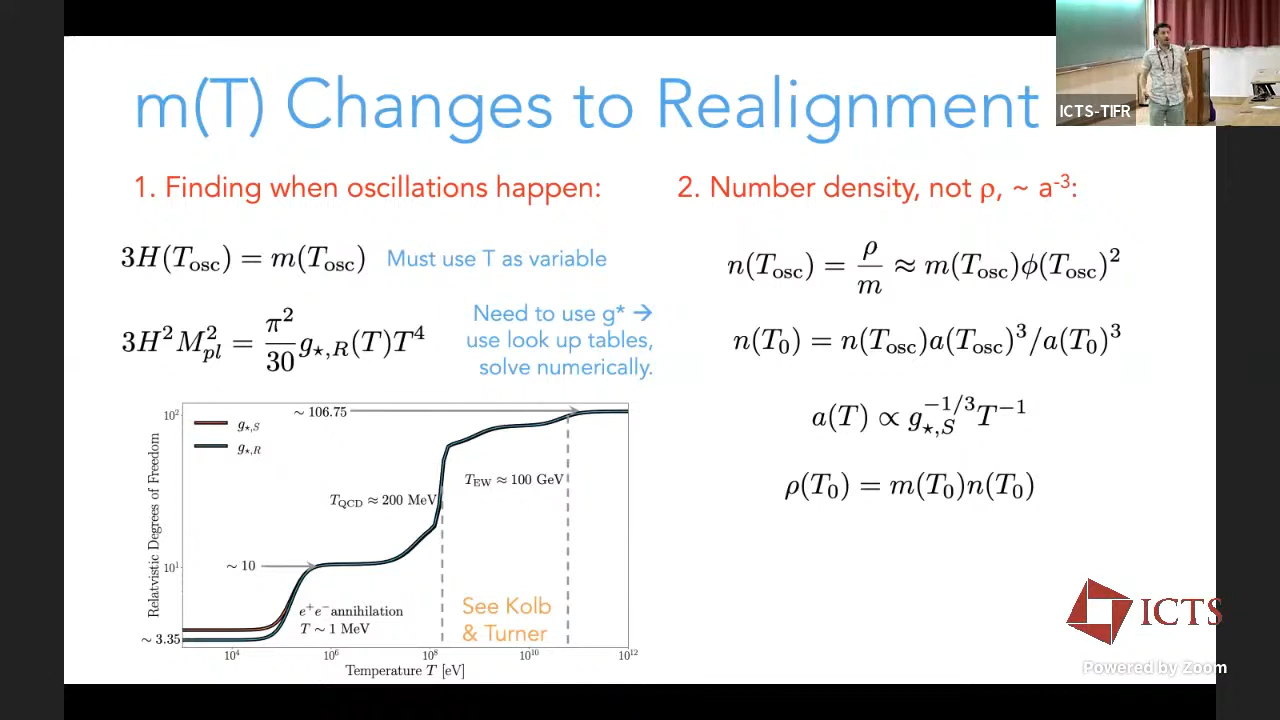 m(T) Changes to Realignment
ICTS-TIFR
1. Finding when oscillations happen:
3H(T_osc) = m(T_osc) Must use T as variable
3H²M²_pl = π²/30 g_⋆,R(T)T⁴
Need to use g* →
use look up tables,
solve numerically.
10²
~ 106.75
g_⋆,S
g_⋆,R
T_EW ≈ 100 GeV
T_QCD ≈ 200 MeV
10¹
~ 10
e⁺e⁻ annihilation
T ~ 1 MeV
~ 3.35
Relatvistic Degrees of Freedom
See Kolb
& Turner
10⁴ 10⁶ 10⁸ 10¹⁰ 10¹²
Temperature T [eV]
2. Number density, not ρ, ~ a⁻³:
n(T_osc) = ρ/m ≈ m(T_osc)ϕ(T_osc)²
n(T₀) = n(T_osc)a(T_osc)³/a(T₀)³
a(T) ∝ g_⋆,S^−1/3 T⁻¹
ρ(T₀) = m(T₀)n(T₀)
ICTS
Powered by Zoom